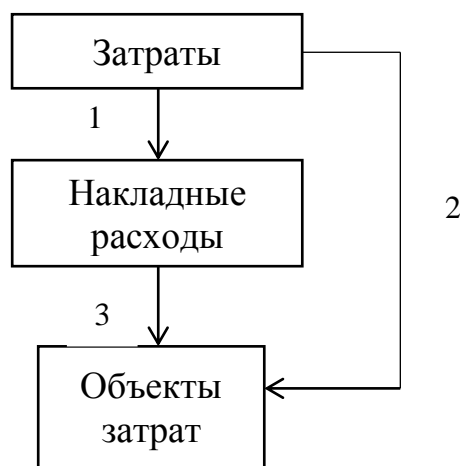 Затраты
1
Накладные
расходы
2
3
Объекты
затрат